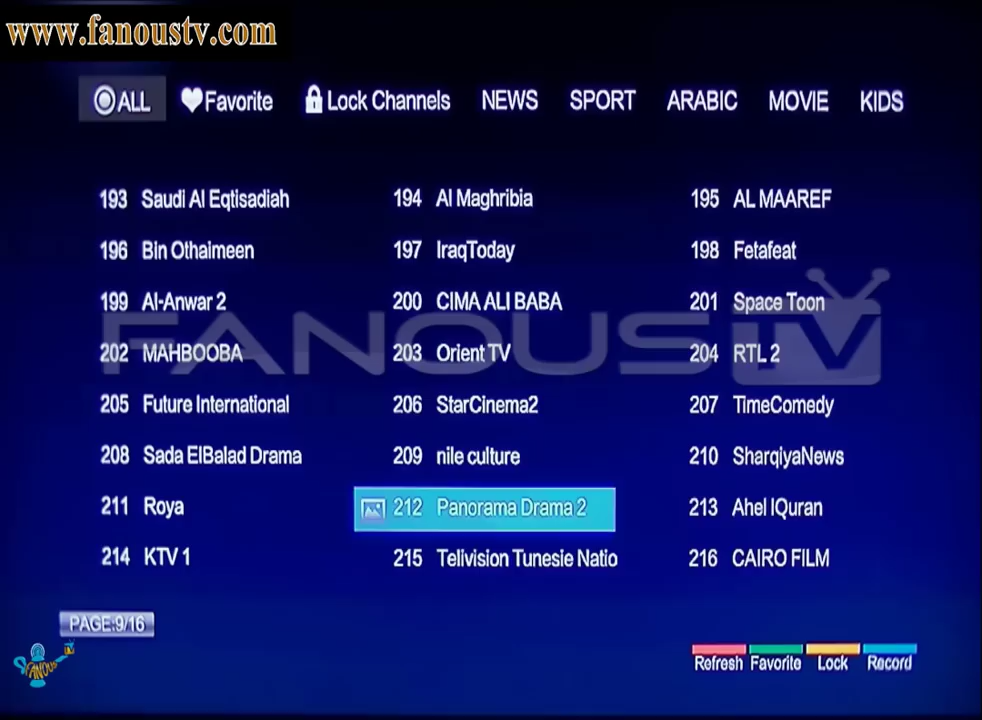 www.fanoustv.com
ALL Favorite Lock Channels NEWS SPORT ARABIC MOVIE KIDS
193 Saudi Al Eqtisadiah 194 Al Maghribia 195 AL MAAREF
196 Bin Othaimeen 197 IraqToday 198 Fetafeat
199 Al-Anwar 2 200 CIMA ALI BABA 201 Space Toon
FANOUS TV
202 MAHBOOBA 203 Orient TV 204 RTL 2
205 Future International 206 StarCinema2 207 TimeComedy
208 Sada ElBalad Drama 209 nile culture 210 SharqiyaNews
211 Roya 212 Panorama Drama 2 213 Ahel lQuran
214 KTV 1 215 Telivision Tunesie Natio 216 CAIRO FILM
PAGE:9/16
FANOUS TV
Refresh Favorite Lock Record